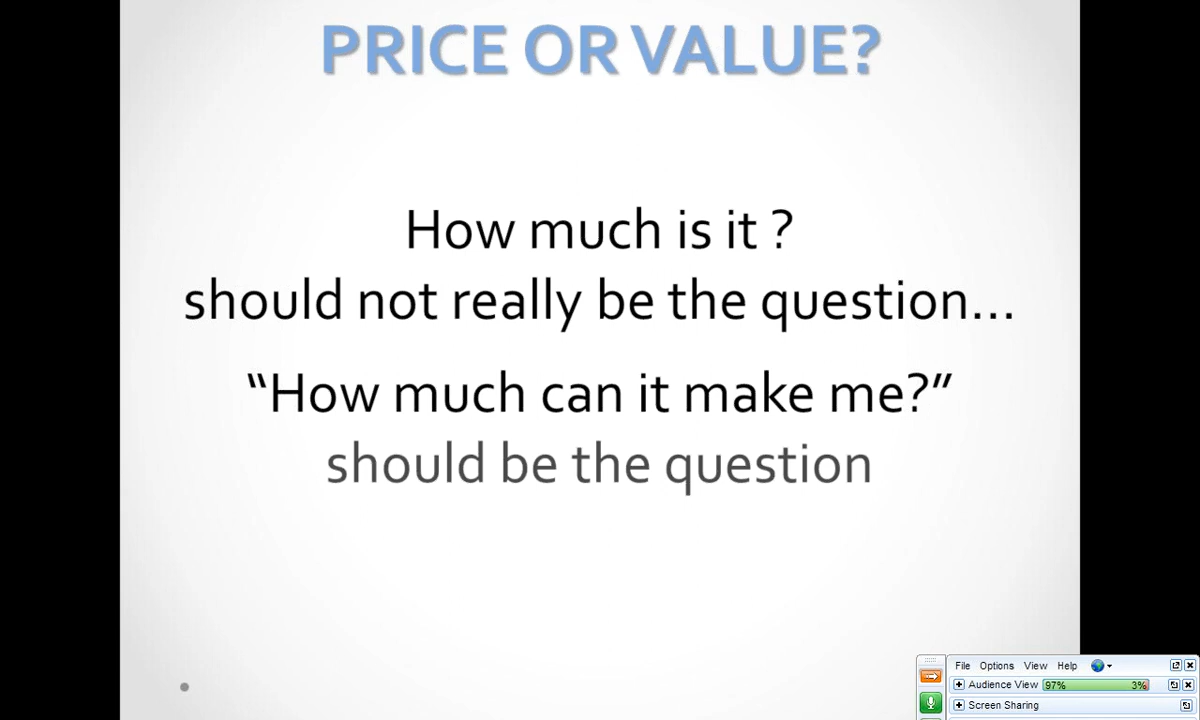 PRICE OR VALUE?
How much is it ?
should not really be the question...
“How much can it make me?”
should be the question
File Options View Help
Audience View 97% 3%
Screen Sharing